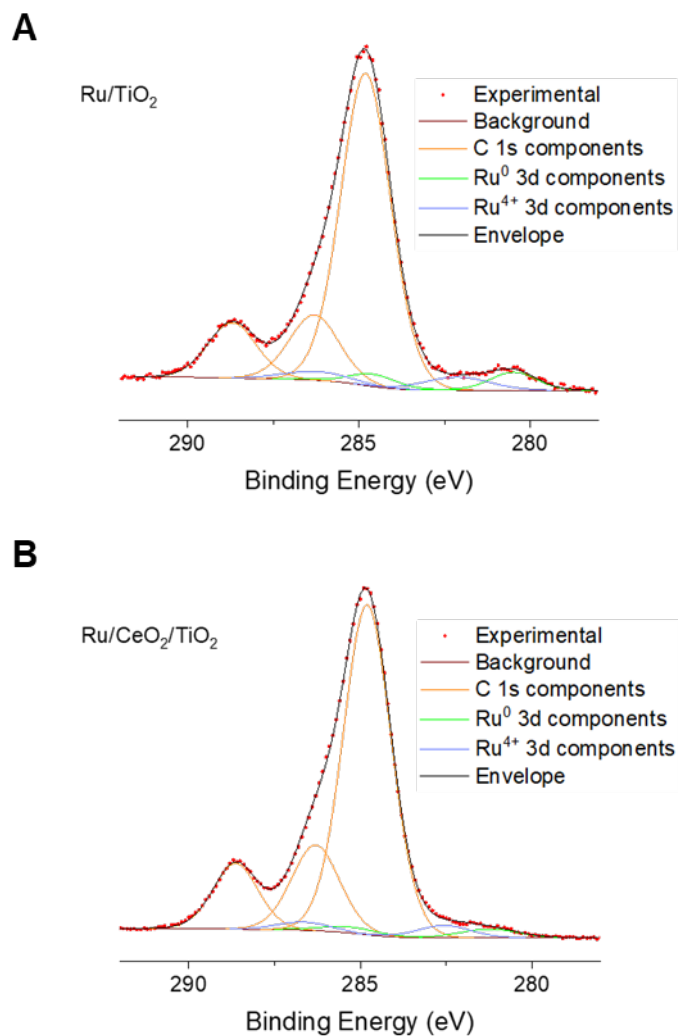 A
Ru/TiO₂
Experimental
Background
C 1s components
Ru⁰ 3d components
Ru⁴⁺ 3d components
Envelope
290
285
280
Binding Energy (eV)
B
Ru/CeO₂/TiO₂
Experimental
Background
C 1s components
Ru⁰ 3d components
Ru⁴⁺ 3d components
Envelope
290
285
280
Binding Energy (eV)